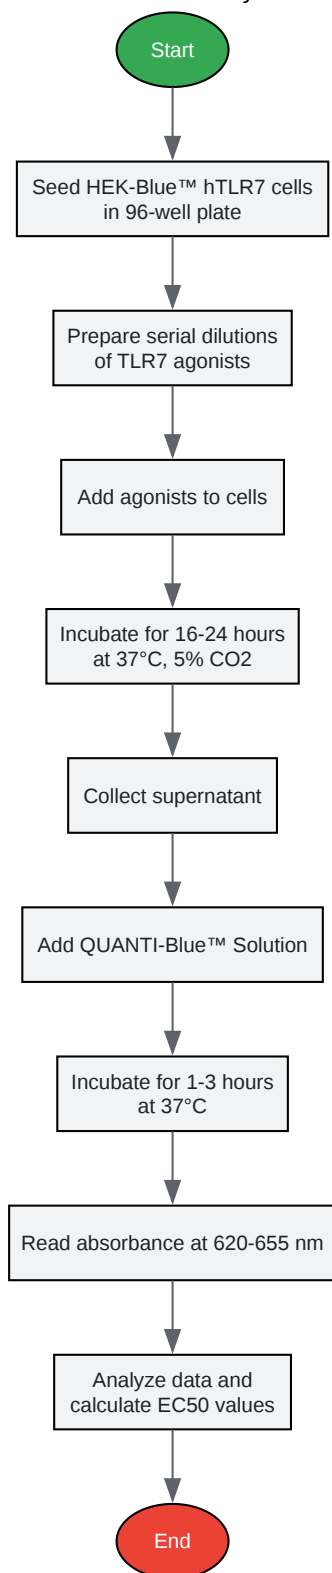 Start
Seed HEK-Blue™ hTLR7 cells
in 96-well plate
Prepare serial dilutions
of TLR7 agonists
Add agonists to cells
Incubate for 16-24 hours
at 37°C, 5% CO2
Collect supernatant
Add QUANTI-Blue™ Solution
Incubate for 1-3 hours
at 37°C
Read absorbance at 620-655 nm
Analyze data and
calculate EC50 values
End